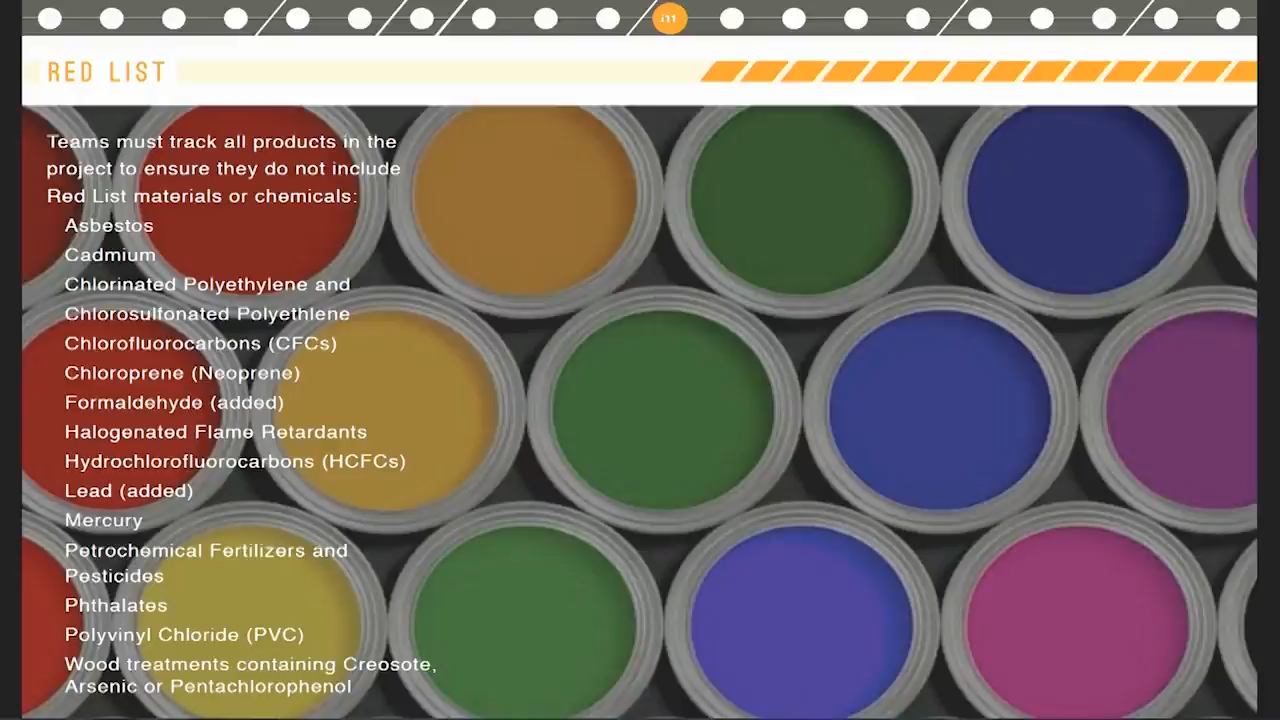 i11
RED LIST
Teams must track all products in the
project to ensure they do not include
Red List materials or chemicals:
Asbestos
Cadmium
Chlorinated Polyethylene and
Chlorosulfonated Polyethlene
Chlorofluorocarbons (CFCs)
Chloroprene (Neoprene)
Formaldehyde (added)
Halogenated Flame Retardants
Hydrochlorofluorocarbons (HCFCs)
Lead (added)
Mercury
Petrochemical Fertilizers and
Pesticides
Phthalates
Polyvinyl Chloride (PVC)
Wood treatments containing Creosote,
Arsenic or Pentachlorophenol